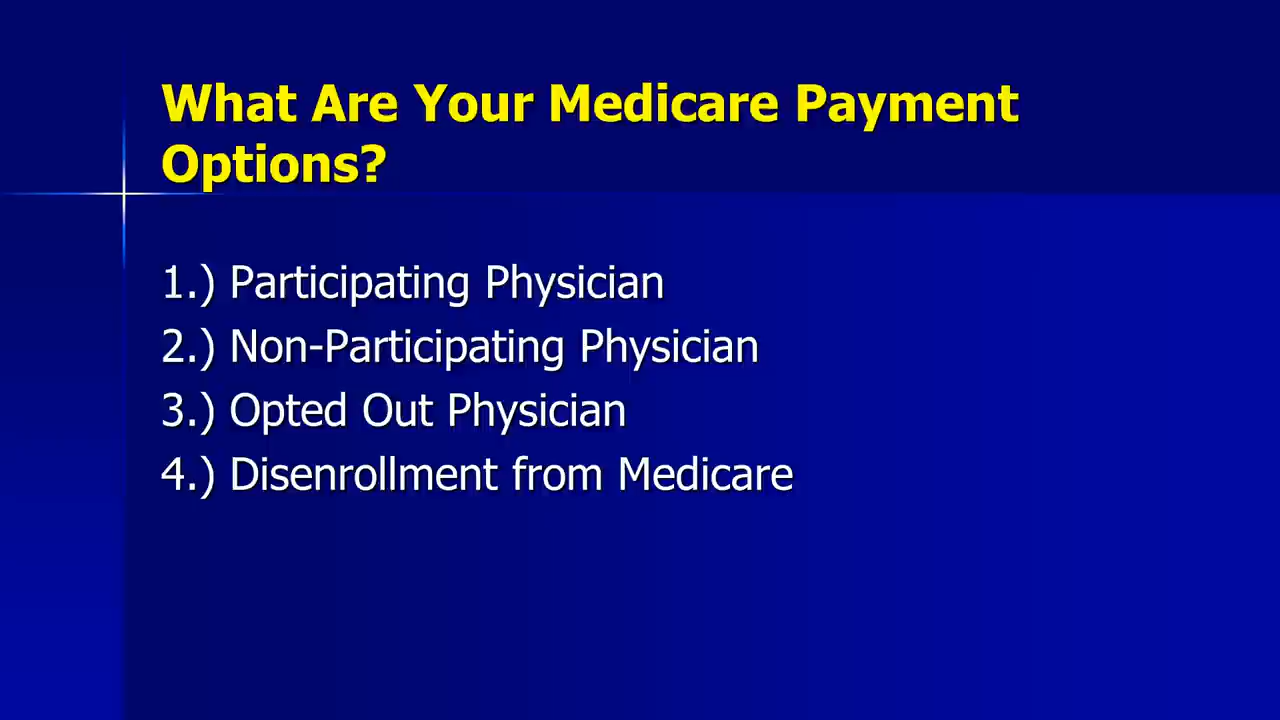 What Are Your Medicare Payment
Options?
1.) Participating Physician
2.) Non-Participating Physician
3.) Opted Out Physician
4.) Disenrollment from Medicare